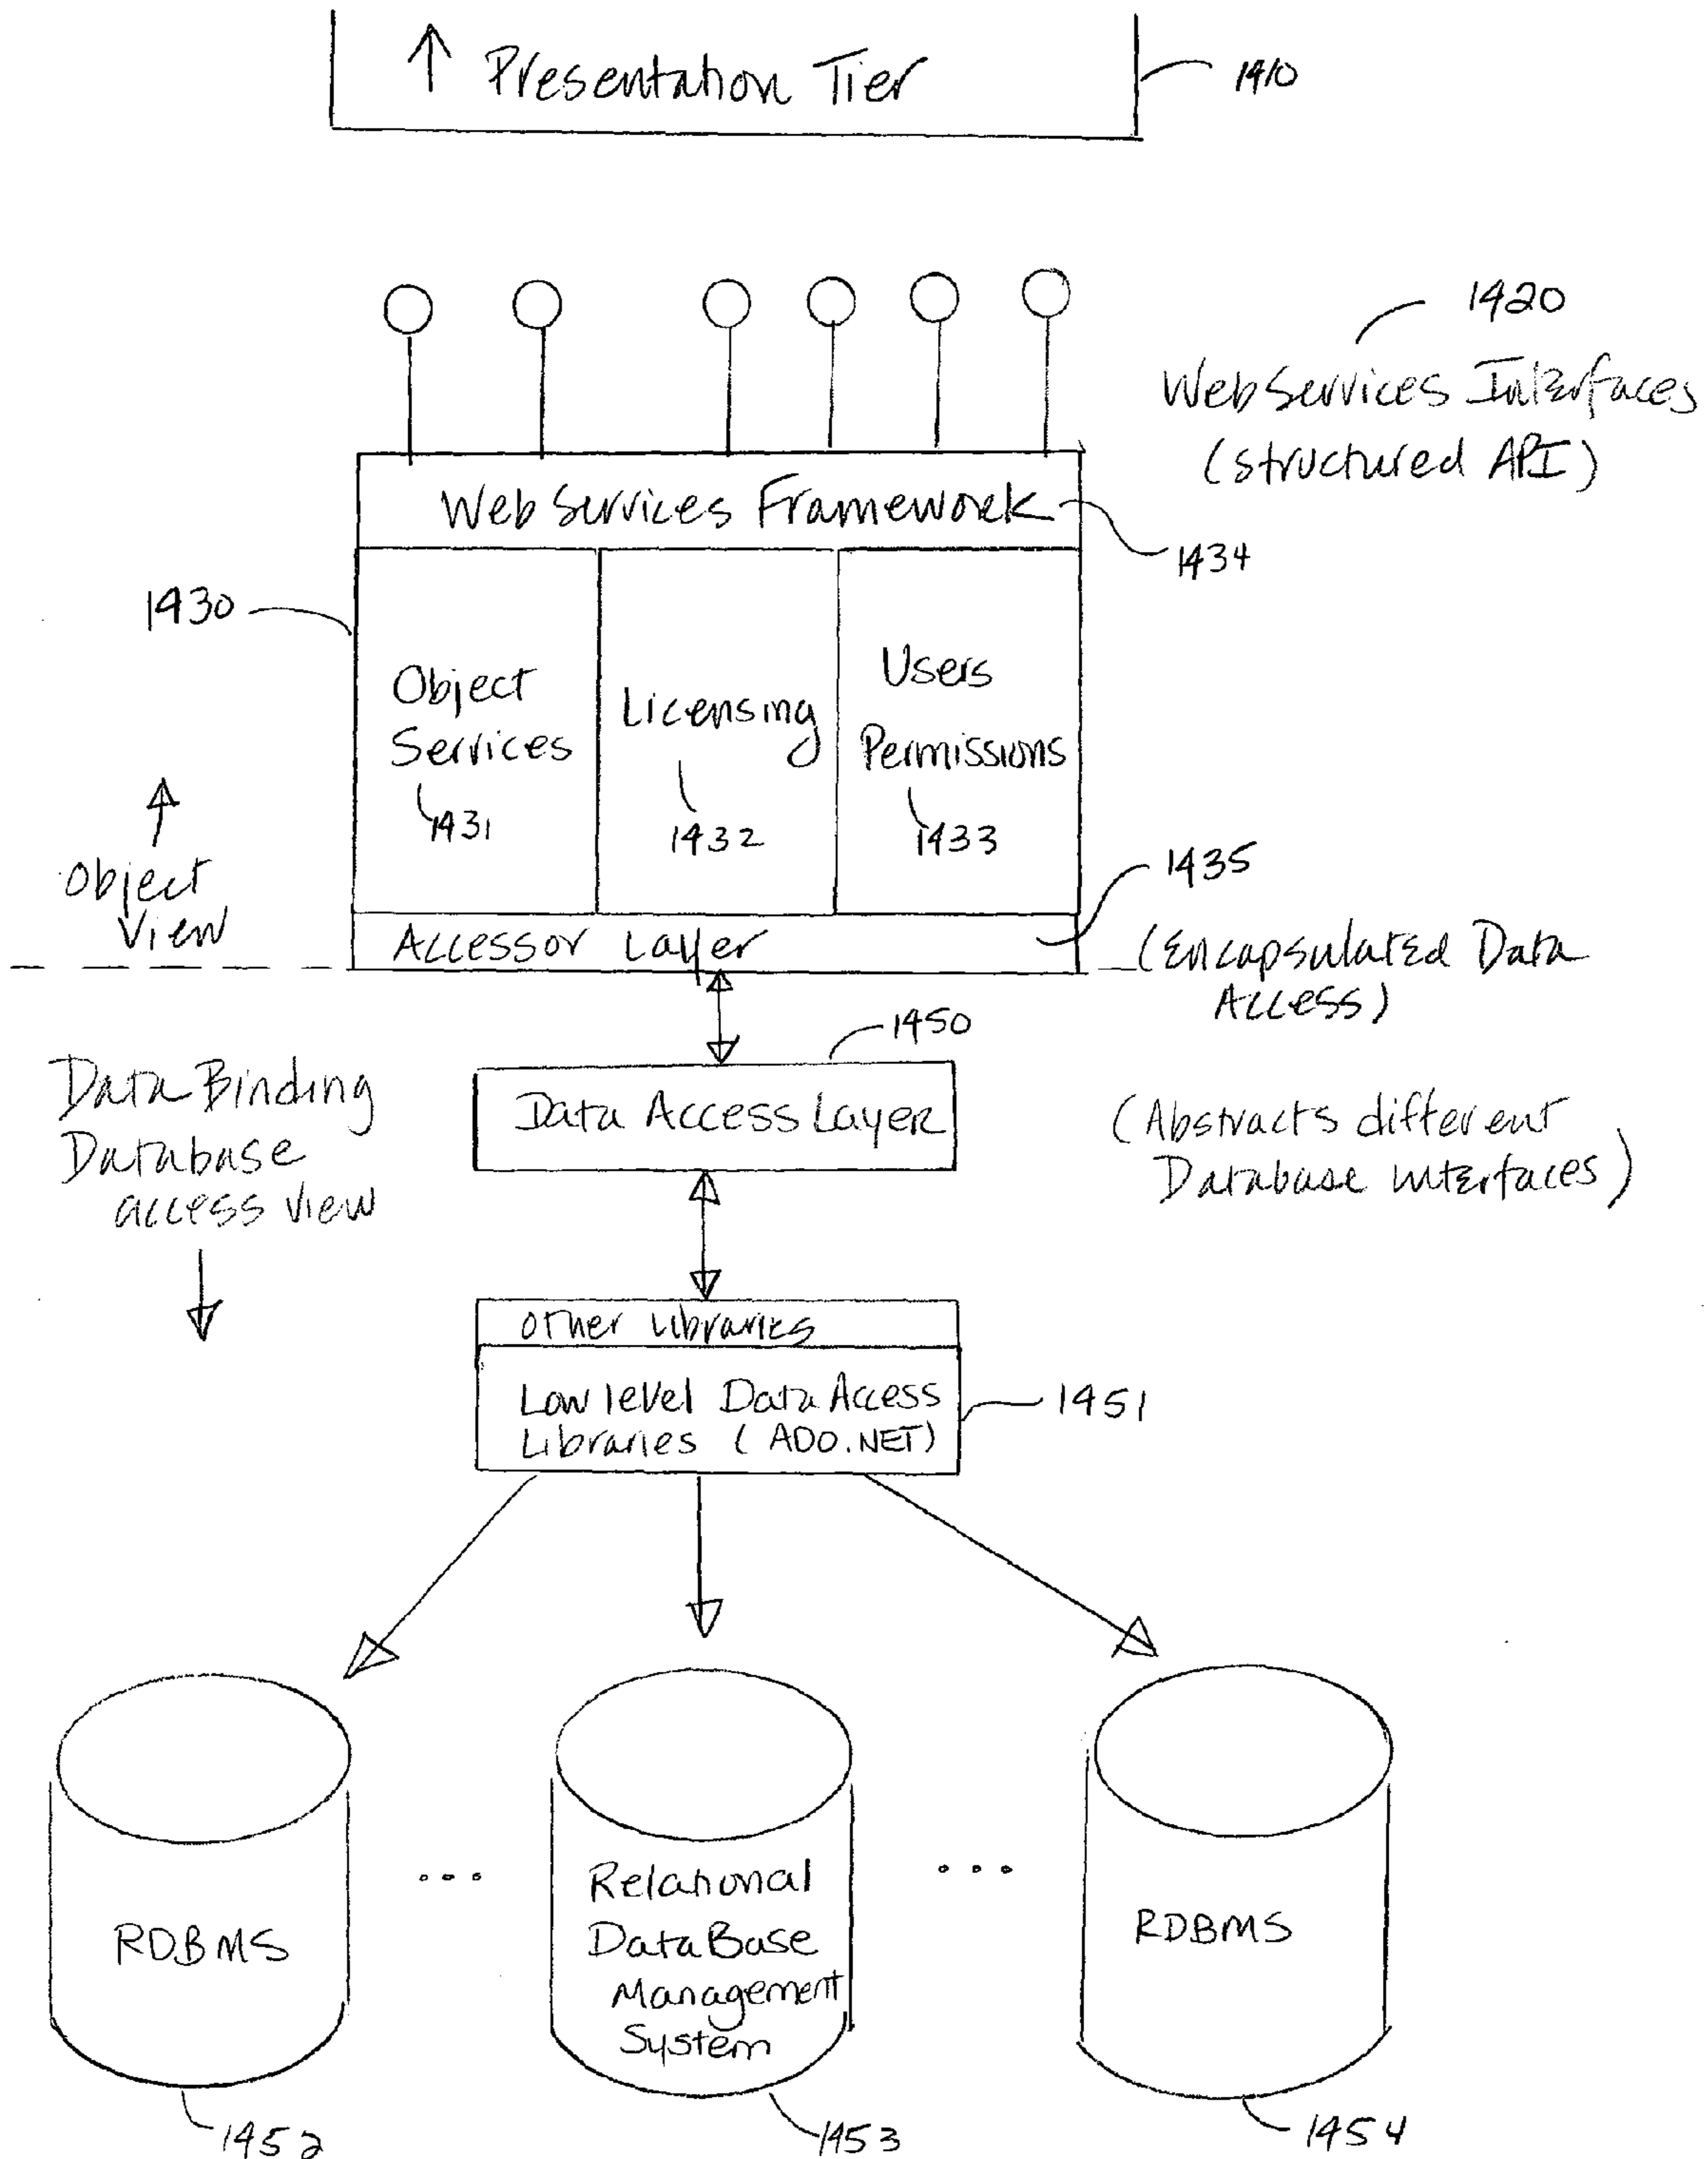 ↑ Presentation Tier
1410
1420
Web Services Interfaces
(structured API)
Web Services Framework
1434
1430
Object
Services
1431
Licensing
1432
Users
Permissions
1433
1435
Object
View
Accessor Layer
(Encapsulated Data
Access)
1450
Data Binding
Database
access view
Data Access Layer
(Abstracts different
Database interfaces)
other libraries
Low level Data Access
Libraries (ADO.NET)
1451
RDBMS
...
Relational
DataBase
Management
System
...
RDBMS
1452
1453
1454